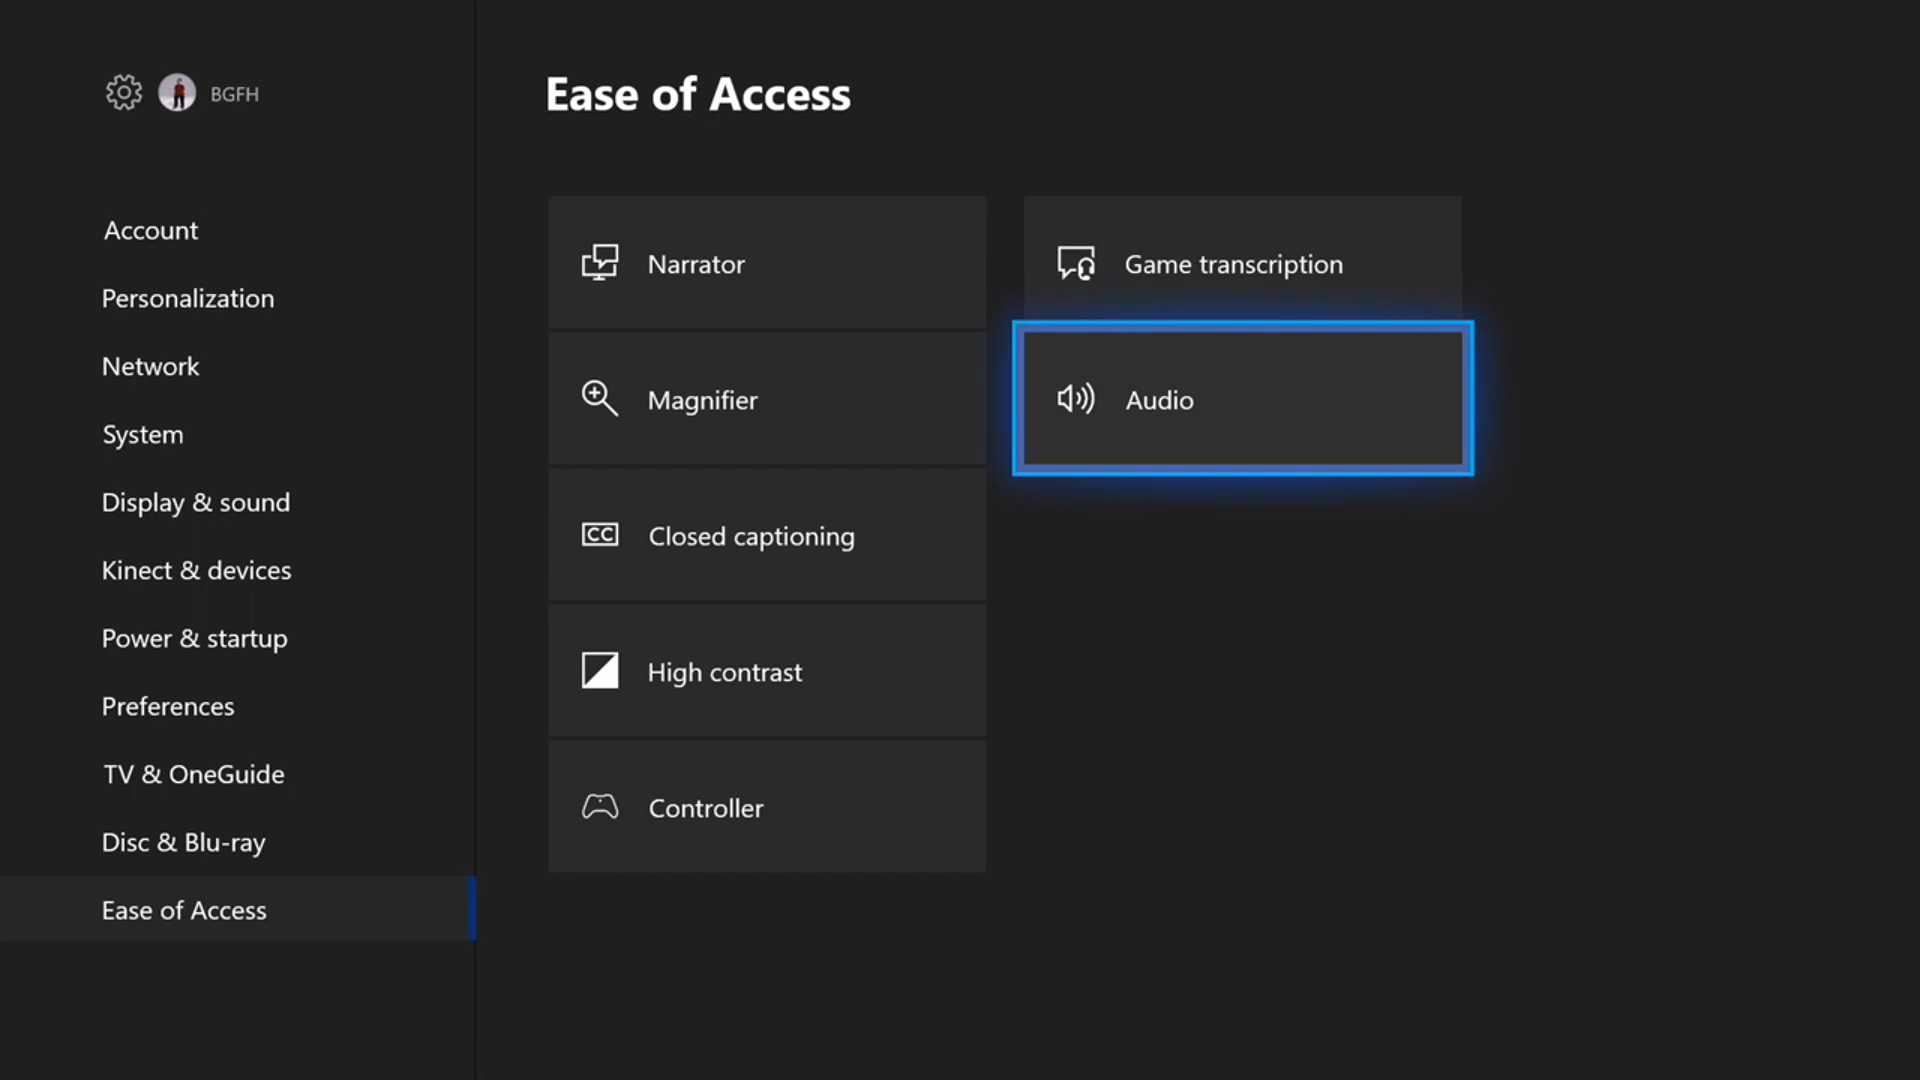 BGFH
Account
Personalization
Network
System
Display & sound
Kinect & devices
Power & startup
Preferences
TV & OneGuide
Disc & Blu-ray
Ease of Access
Ease of Access
Narrator
Magnifier
CC Closed captioning
High contrast
Controller
Game transcription
Audio